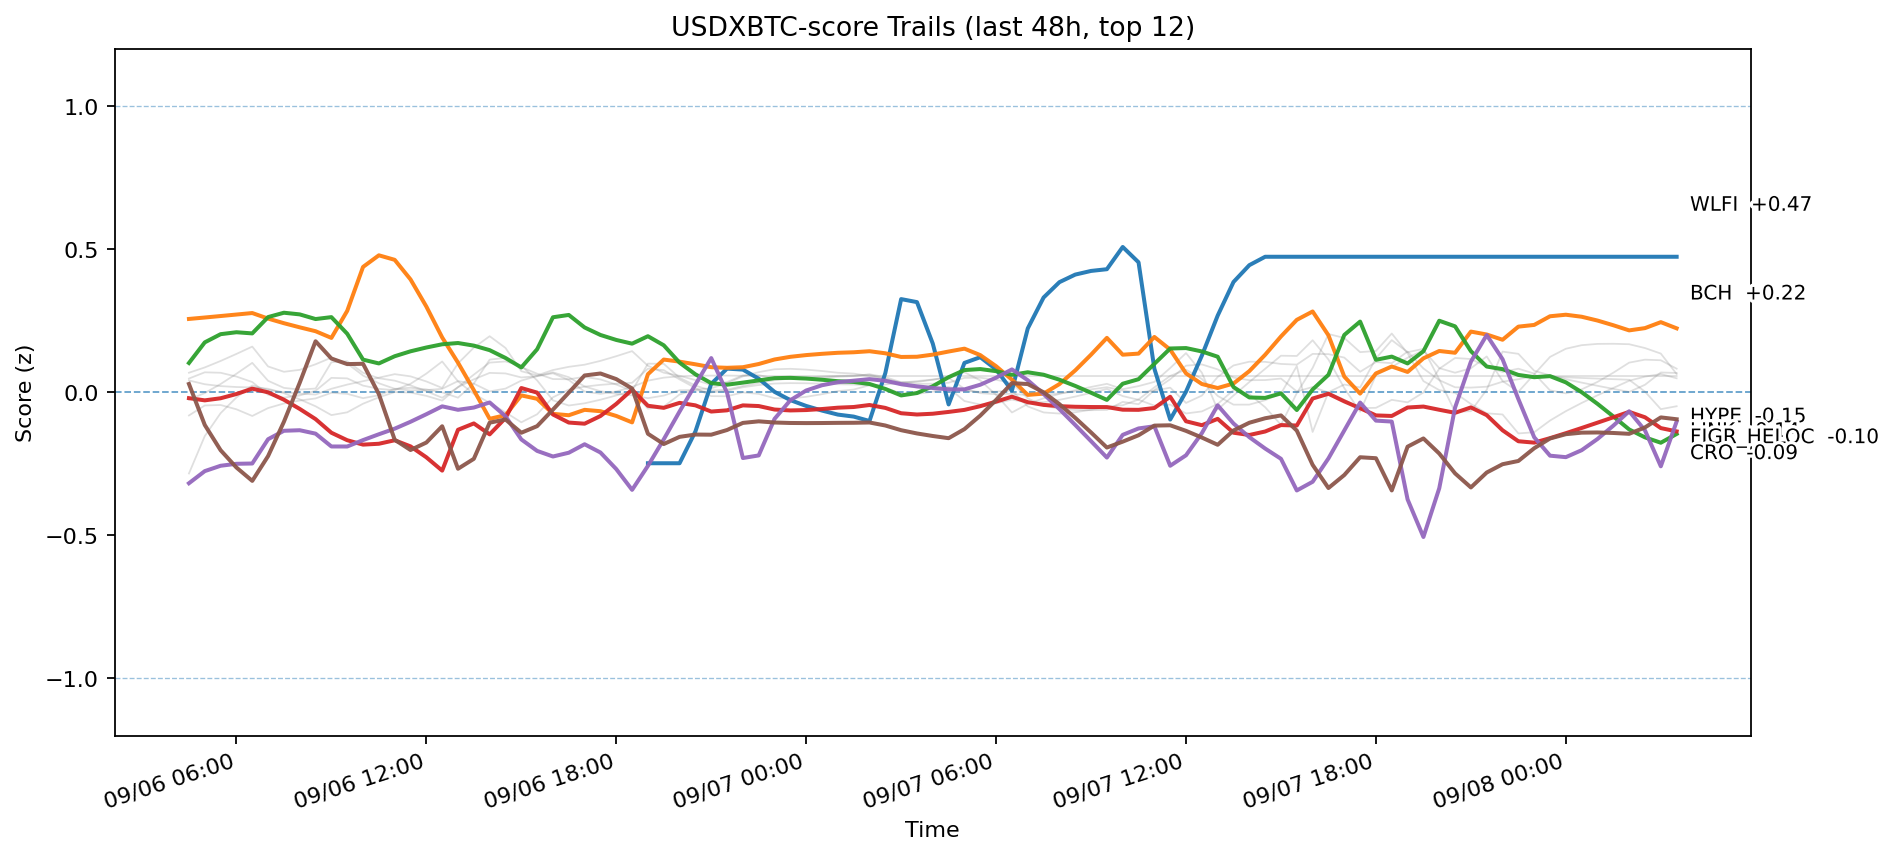 USDXBTC-score Trails (last 48h, top 12)
Score (z)
1.0
0.5
0.0
−0.5
−1.0
WLFI +0.47
BCH +0.22
HYPE -0.15
FIGR_HELOC -0.10
CRO -0.09
09/06 06:00
09/06 12:00
09/06 18:00
09/07 00:00
09/07 06:00
09/07 12:00
09/07 18:00
09/08 00:00
Time